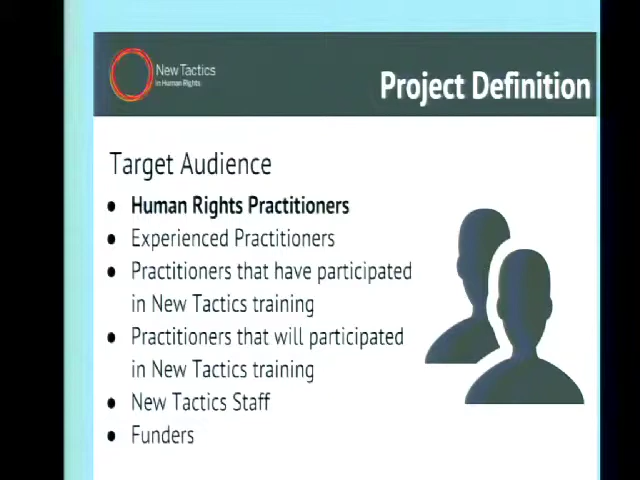 New Tactics
in Human Rights
Project Definition
Target Audience
● Human Rights Practitioners
● Experienced Practitioners
● Practitioners that have participated
in New Tactics training
● Practitioners that will participated
in New Tactics training
● New Tactics Staff
● Funders